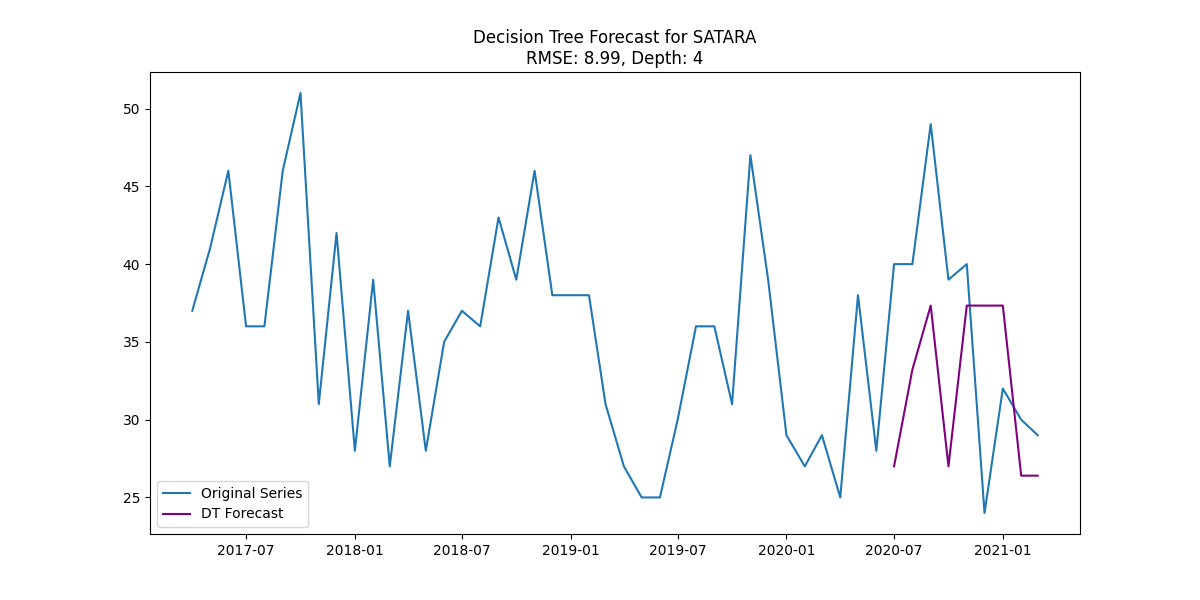 Decision Tree Forecast for SATARA
RMSE: 8.99, Depth: 4
50
45
40
35
30
25
Original Series
DT Forecast
2017-07 2018-01 2018-07 2019-01 2019-07 2020-01 2020-07 2021-01